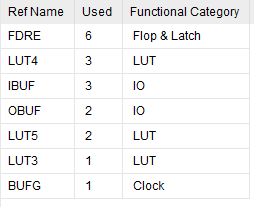 Ref Name Used Functional Category
FDRE 6 Flop & Latch
LUT4 3 LUT
IBUF 3 IO
OBUF 2 IO
LUT5 2 LUT
LUT3 1 LUT
BUFG 1 Clock